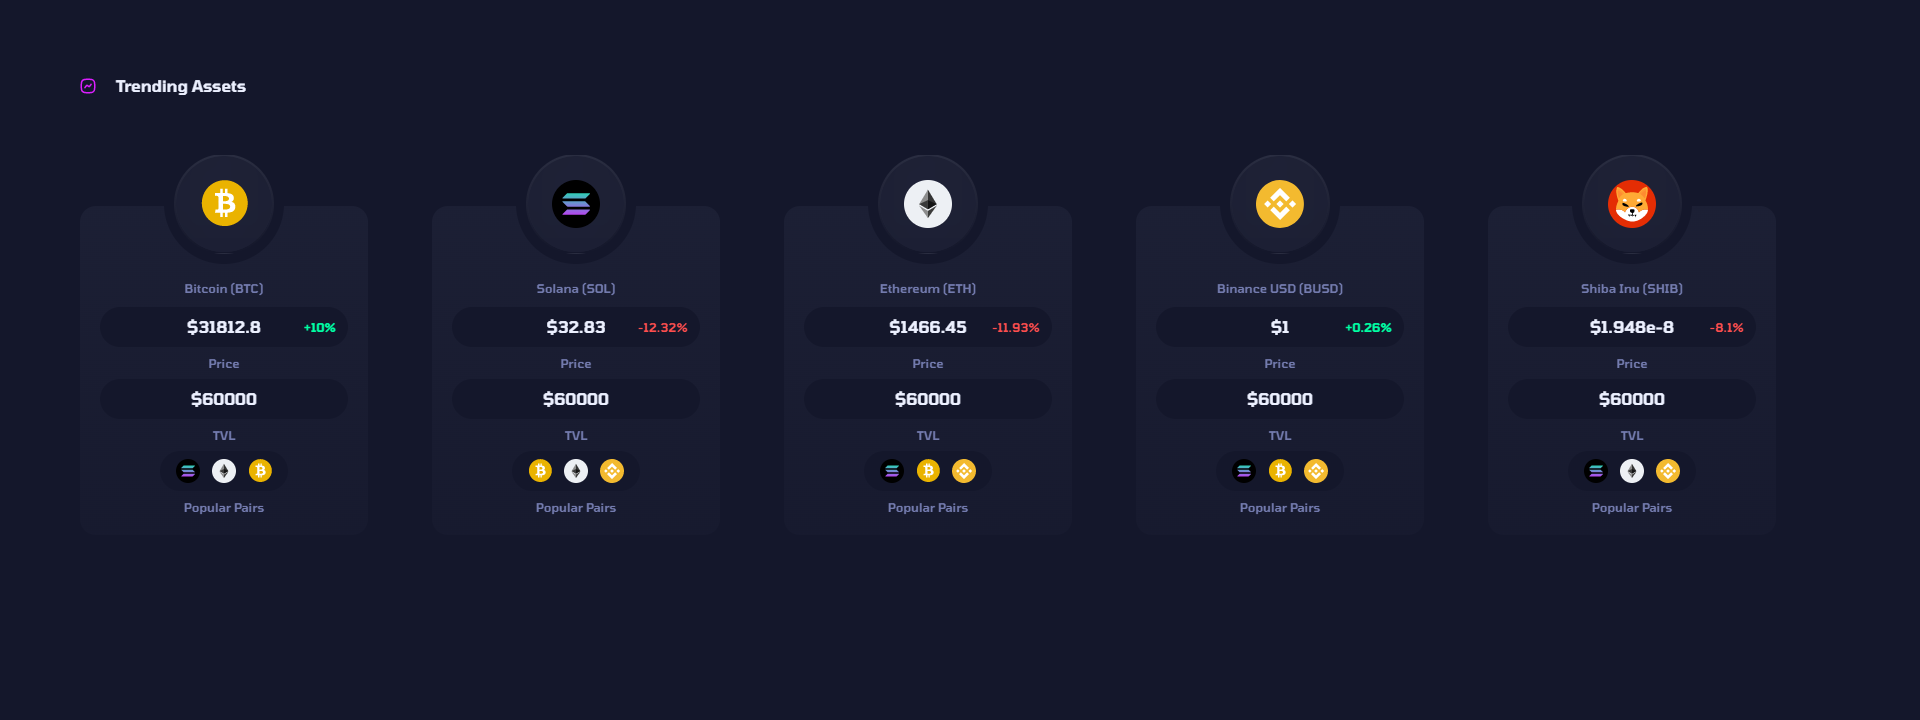 Trending Assets
Bitcoin (BTC)
$31812.8 +10%
Price
$60000
TVL
Popular Pairs
Solana (SOL)
$32.83 -12.32%
Price
$60000
TVL
Popular Pairs
Ethereum (ETH)
$1466.45 -11.93%
Price
$60000
TVL
Popular Pairs
Binance USD (BUSD)
$1 +0.26%
Price
$60000
TVL
Popular Pairs
Shiba Inu (SHIB)
$1.948e-8 -8.1%
Price
$60000
TVL
Popular Pairs